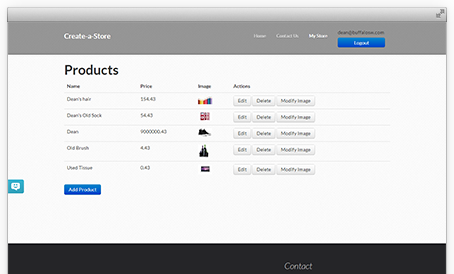 dean@buffalosw.com
Create-a-Store Home Contact Us My Store
Logout
Products
Name Price Image Actions
Dean's hair 154.43 Edit Delete Modify Image
Dean's Old Sock 54.43 Edit Delete Modify Image
Dean 9000000.43 Edit Delete Modify Image
Old Brush 4.43 Edit Delete Modify Image
Used Tissue 0.43 Edit Delete Modify Image
Add Product
Contact